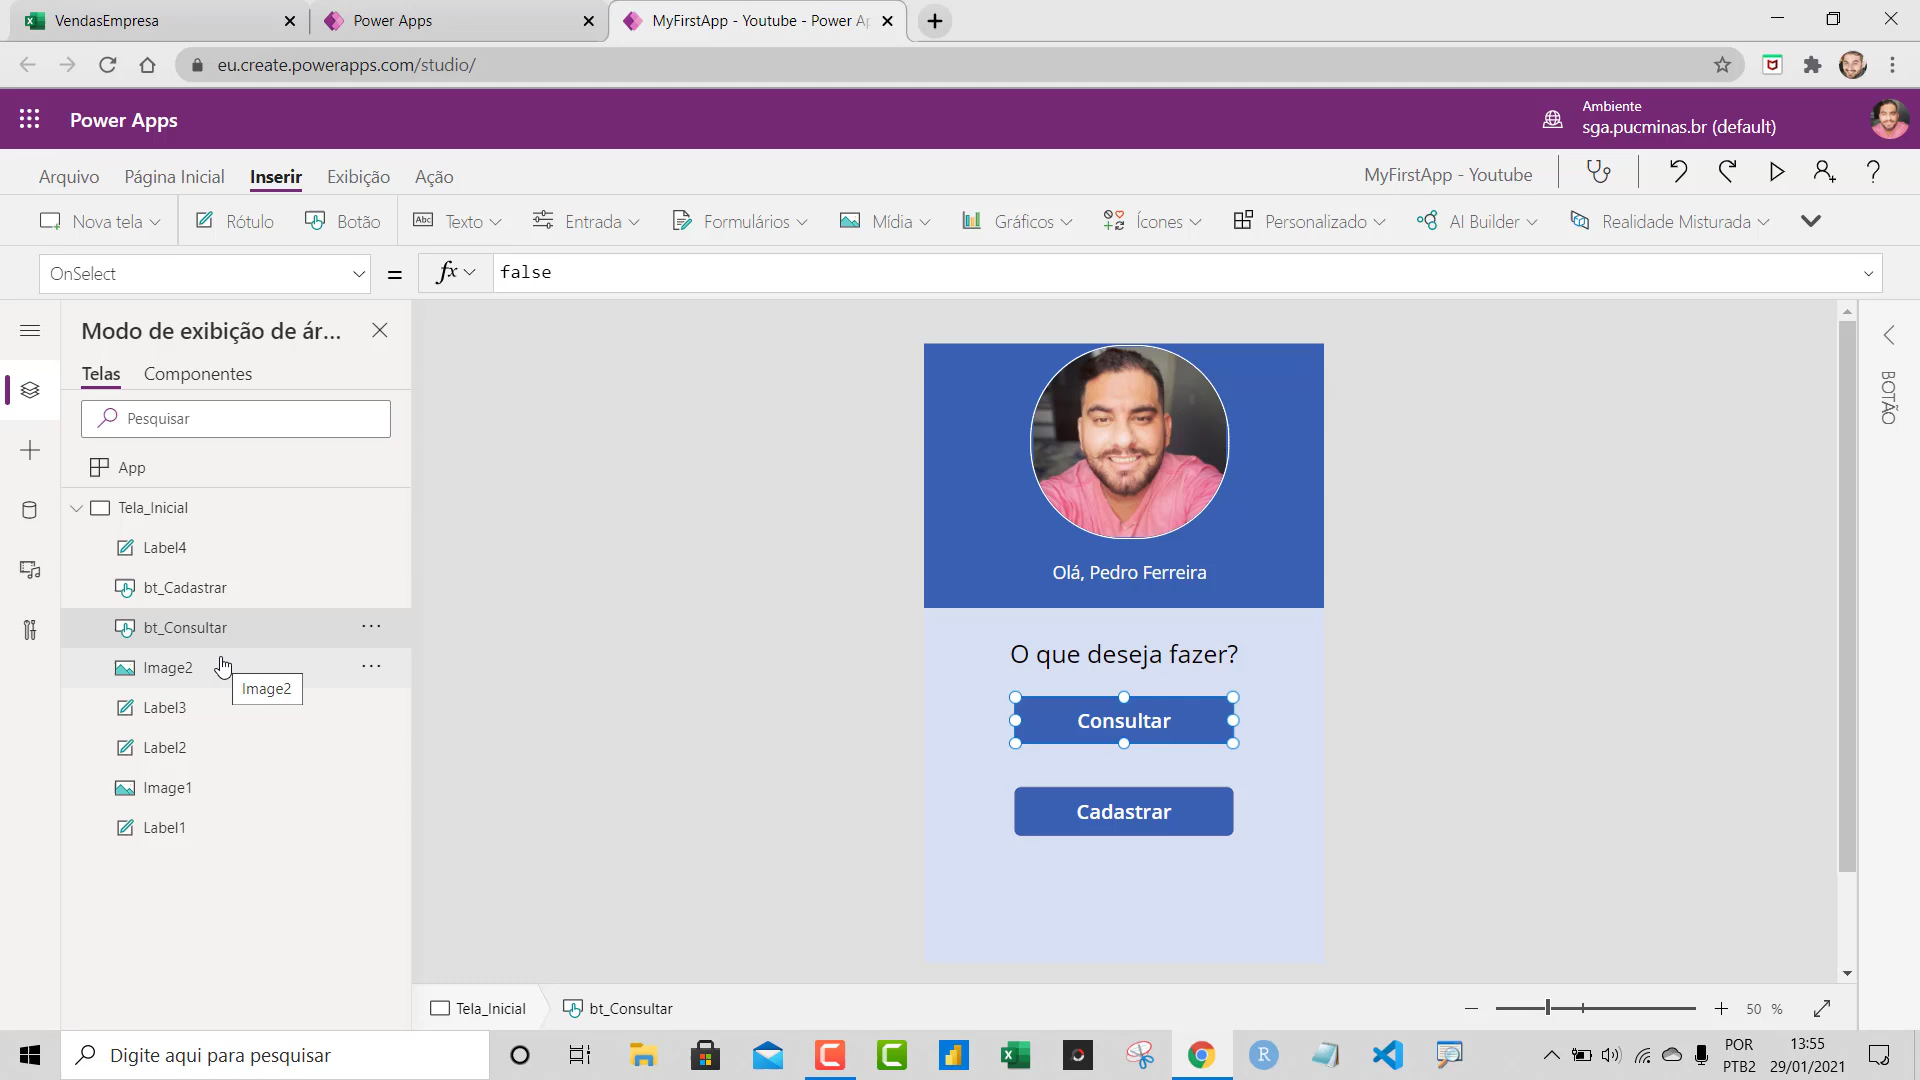 VendasEmpresa
Power Apps
MyFirstApp - Youtube - Power Ap
eu.create.powerapps.com/studio/
Power Apps
Ambiente
sga.pucminas.br (default)
Arquivo
Página Inicial
Inserir
Exibição
Ação
MyFirstApp - Youtube
Nova tela
Rótulo
Botão
Abc
Texto
Entrada
Formulários
Mídia
Gráficos
Ícones
Personalizado
AI Builder
Realidade Misturada
OnSelect
=
fx
false
Modo de exibição de ár...
Telas
Componentes
Pesquisar
App
Tela_Inicial
Label4
bt_Cadastrar
bt_Consultar
Image2
Image2
Label3
Label2
Image1
Label1
Olá, Pedro Ferreira
O que deseja fazer?
Consultar
Cadastrar
BOTÃO
Tela_Inicial
bt_Consultar
50 %
Digite aqui para pesquisar
R
POR
PTB2
13:55
29/01/2021